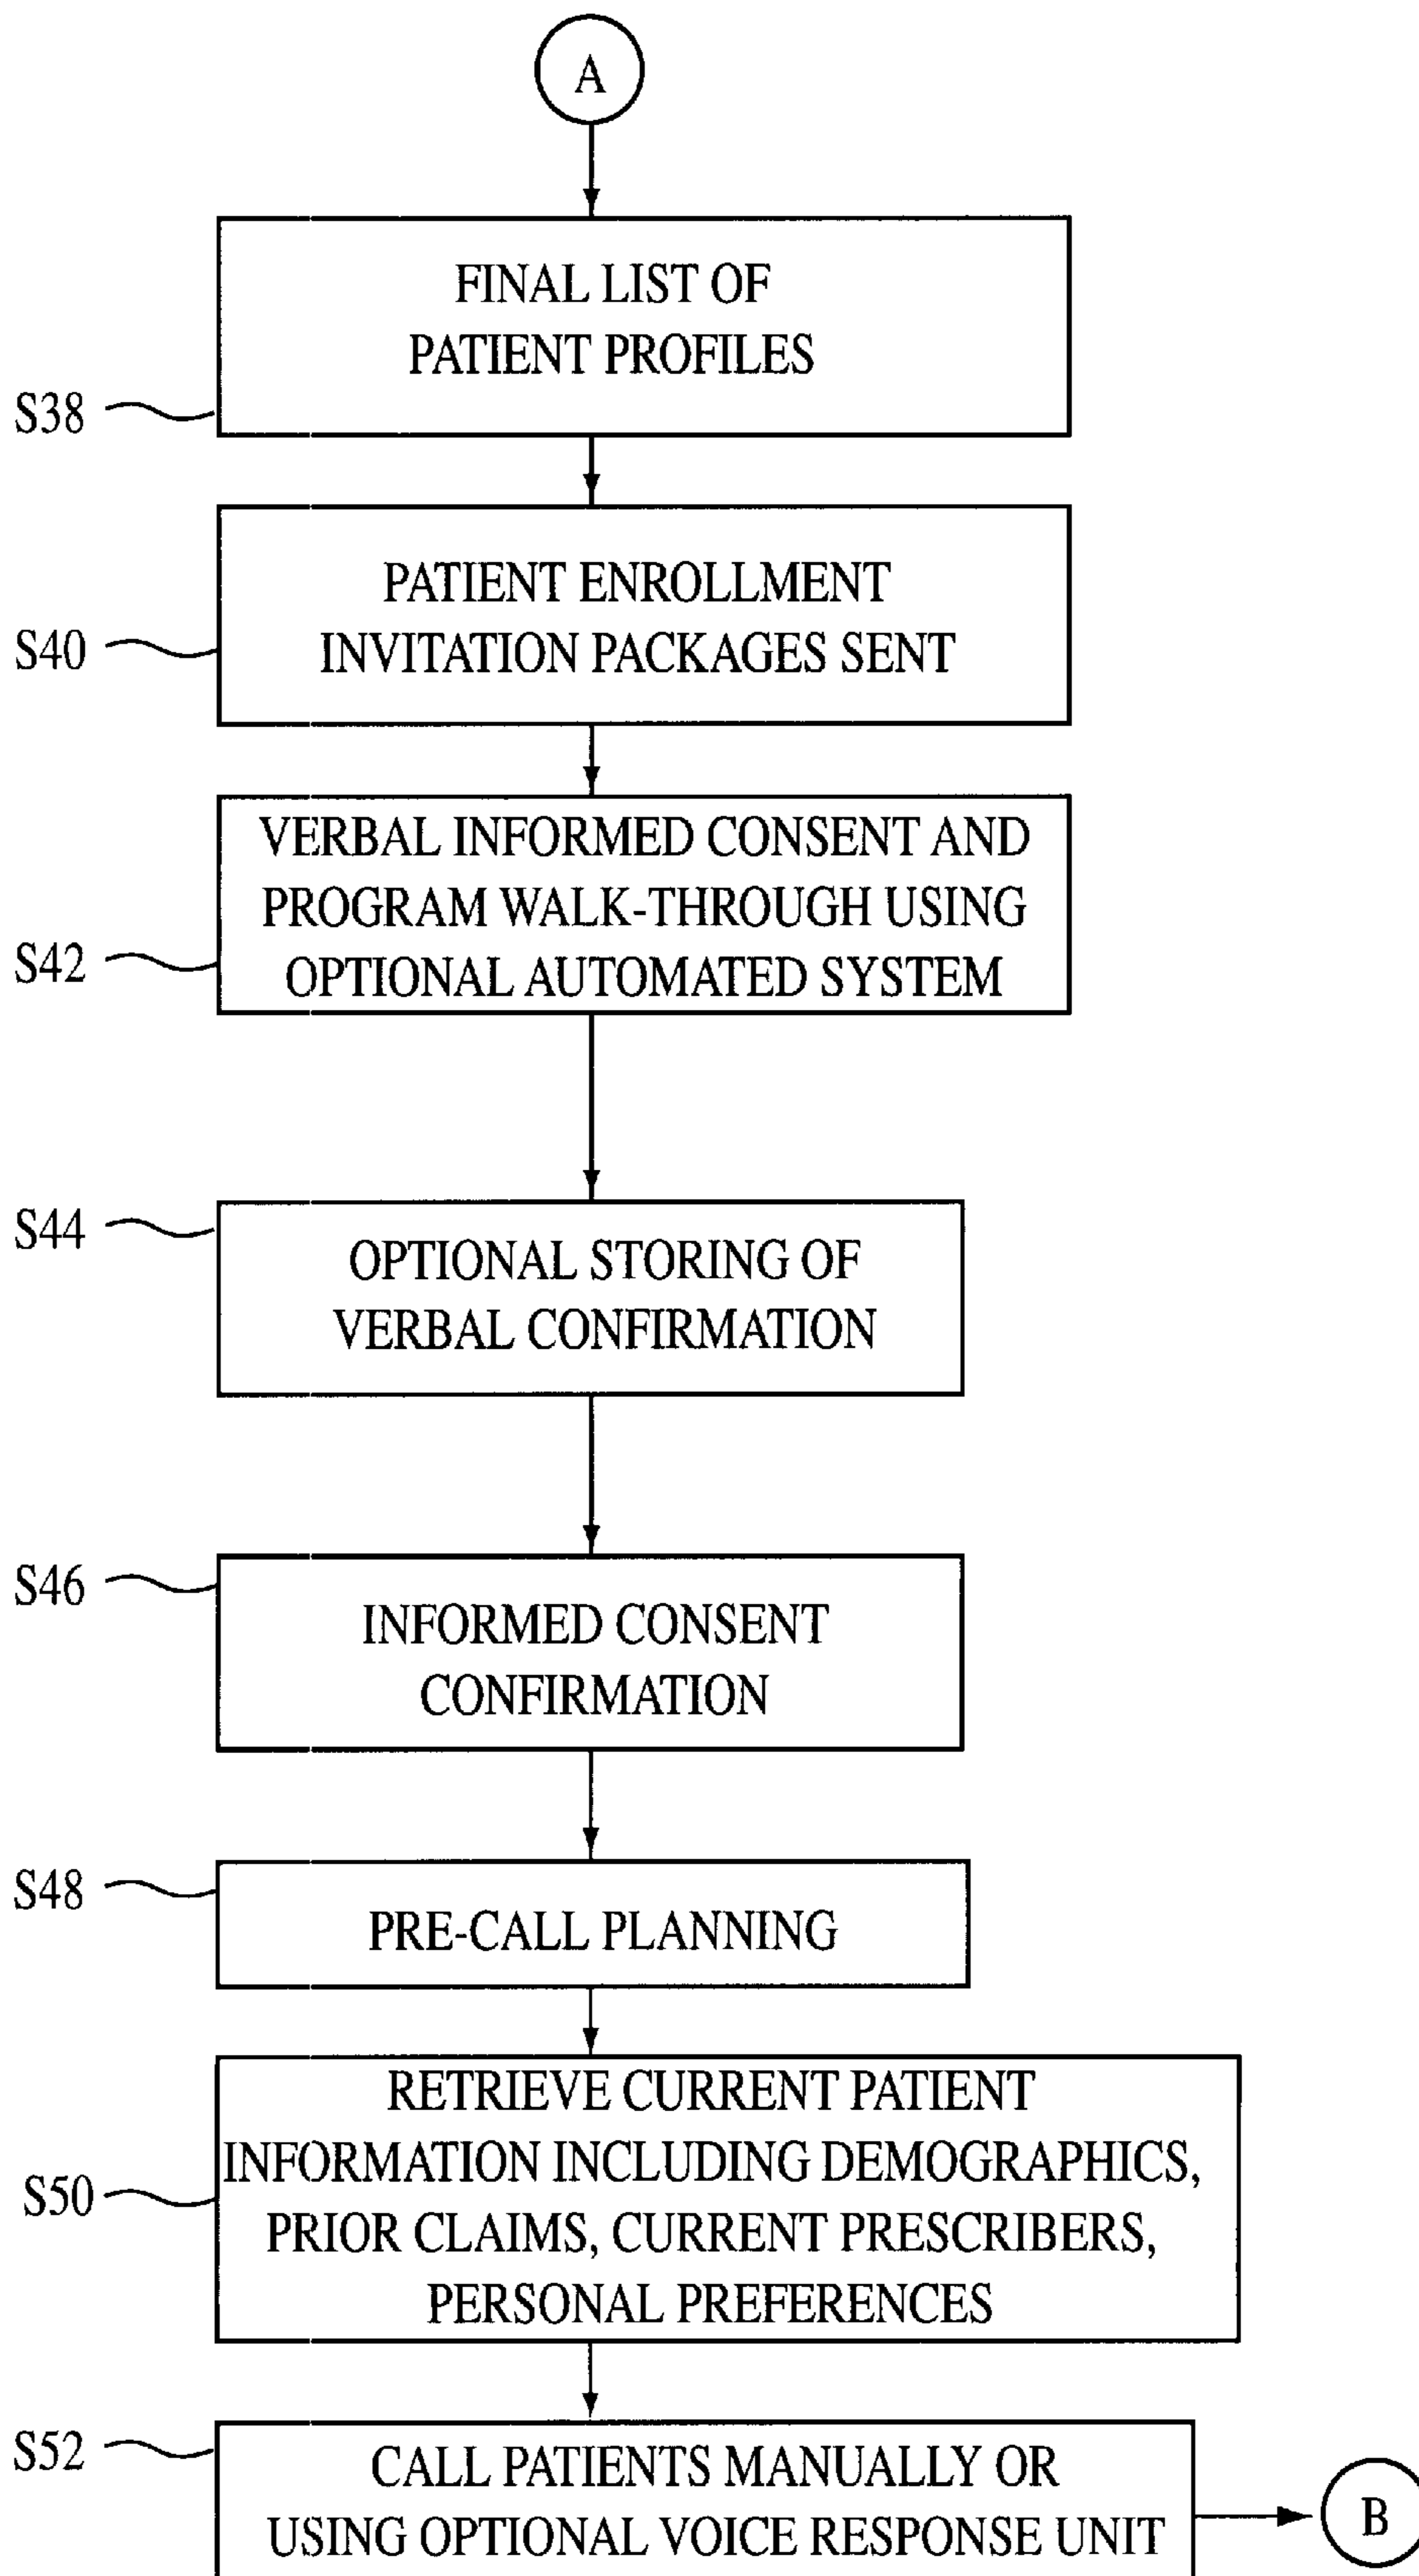 A
FINAL LIST OF
PATIENT PROFILES
S38
PATIENT ENROLLMENT
INVITATION PACKAGES SENT
S40
VERBAL INFORMED CONSENT AND
PROGRAM WALK-THROUGH USING
OPTIONAL AUTOMATED SYSTEM
S42
S44
OPTIONAL STORING OF
VERBAL CONFIRMATION
S46
INFORMED CONSENT
CONFIRMATION
S48
PRE-CALL PLANNING
RETRIEVE CURRENT PATIENT
INFORMATION INCLUDING DEMOGRAPHICS,
S50
PRIOR CLAIMS, CURRENT PRESCRIBERS,
PERSONAL PREFERENCES
S52
CALL PATIENTS MANUALLY OR
USING OPTIONAL VOICE RESPONSE UNIT
B